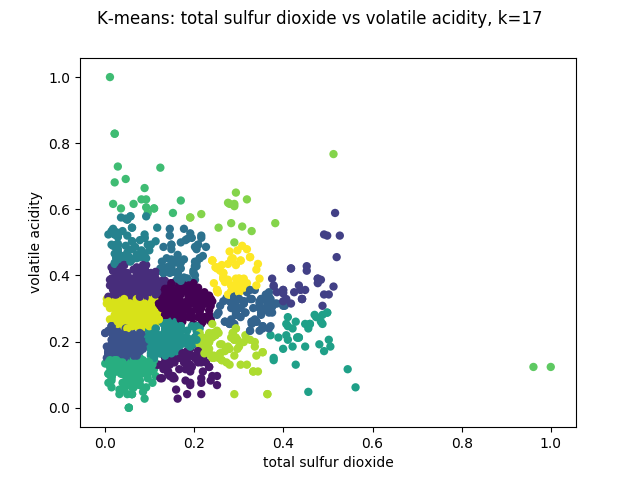 K-means: total sulfur dioxide vs volatile acidity, k=17
1.0
0.8
0.6
0.4
0.2
0.0
volatile acidity
0.0 0.2 0.4 0.6 0.8 1.0
total sulfur dioxide